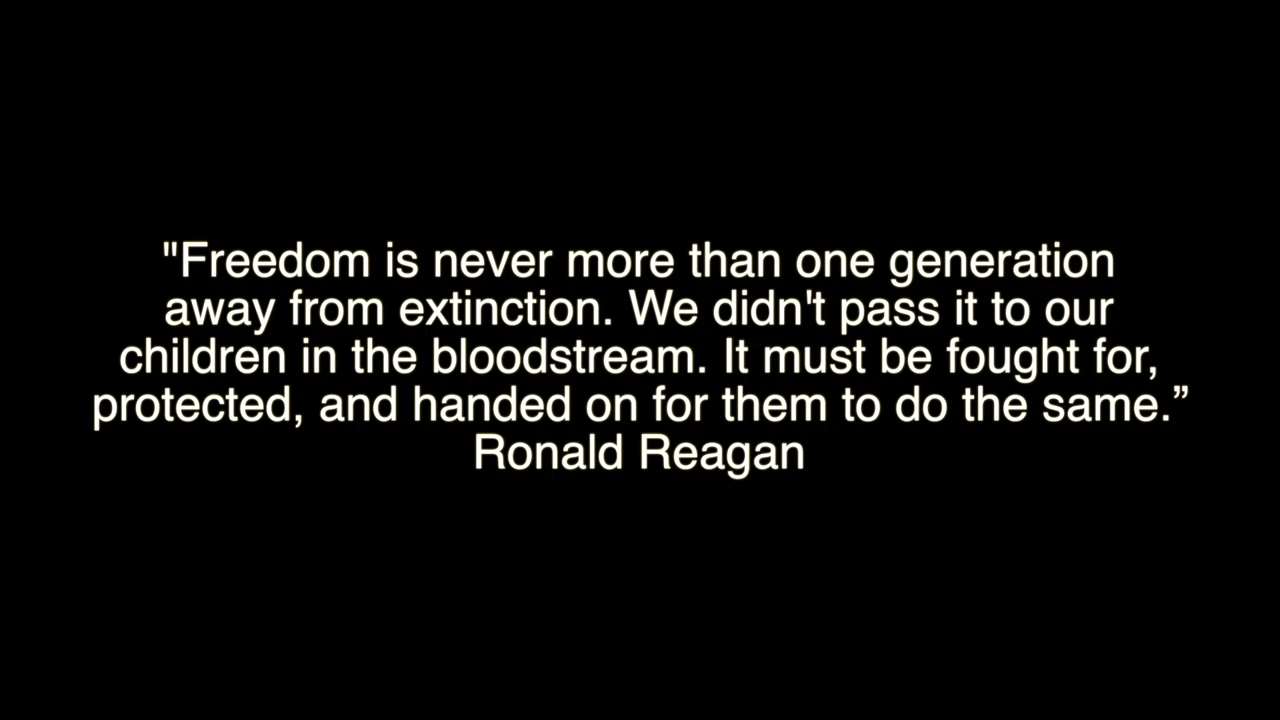 "Freedom is never more than one generation
away from extinction. We didn't pass it to our
children in the bloodstream. It must be fought for,
protected, and handed on for them to do the same.”
Ronald Reagan